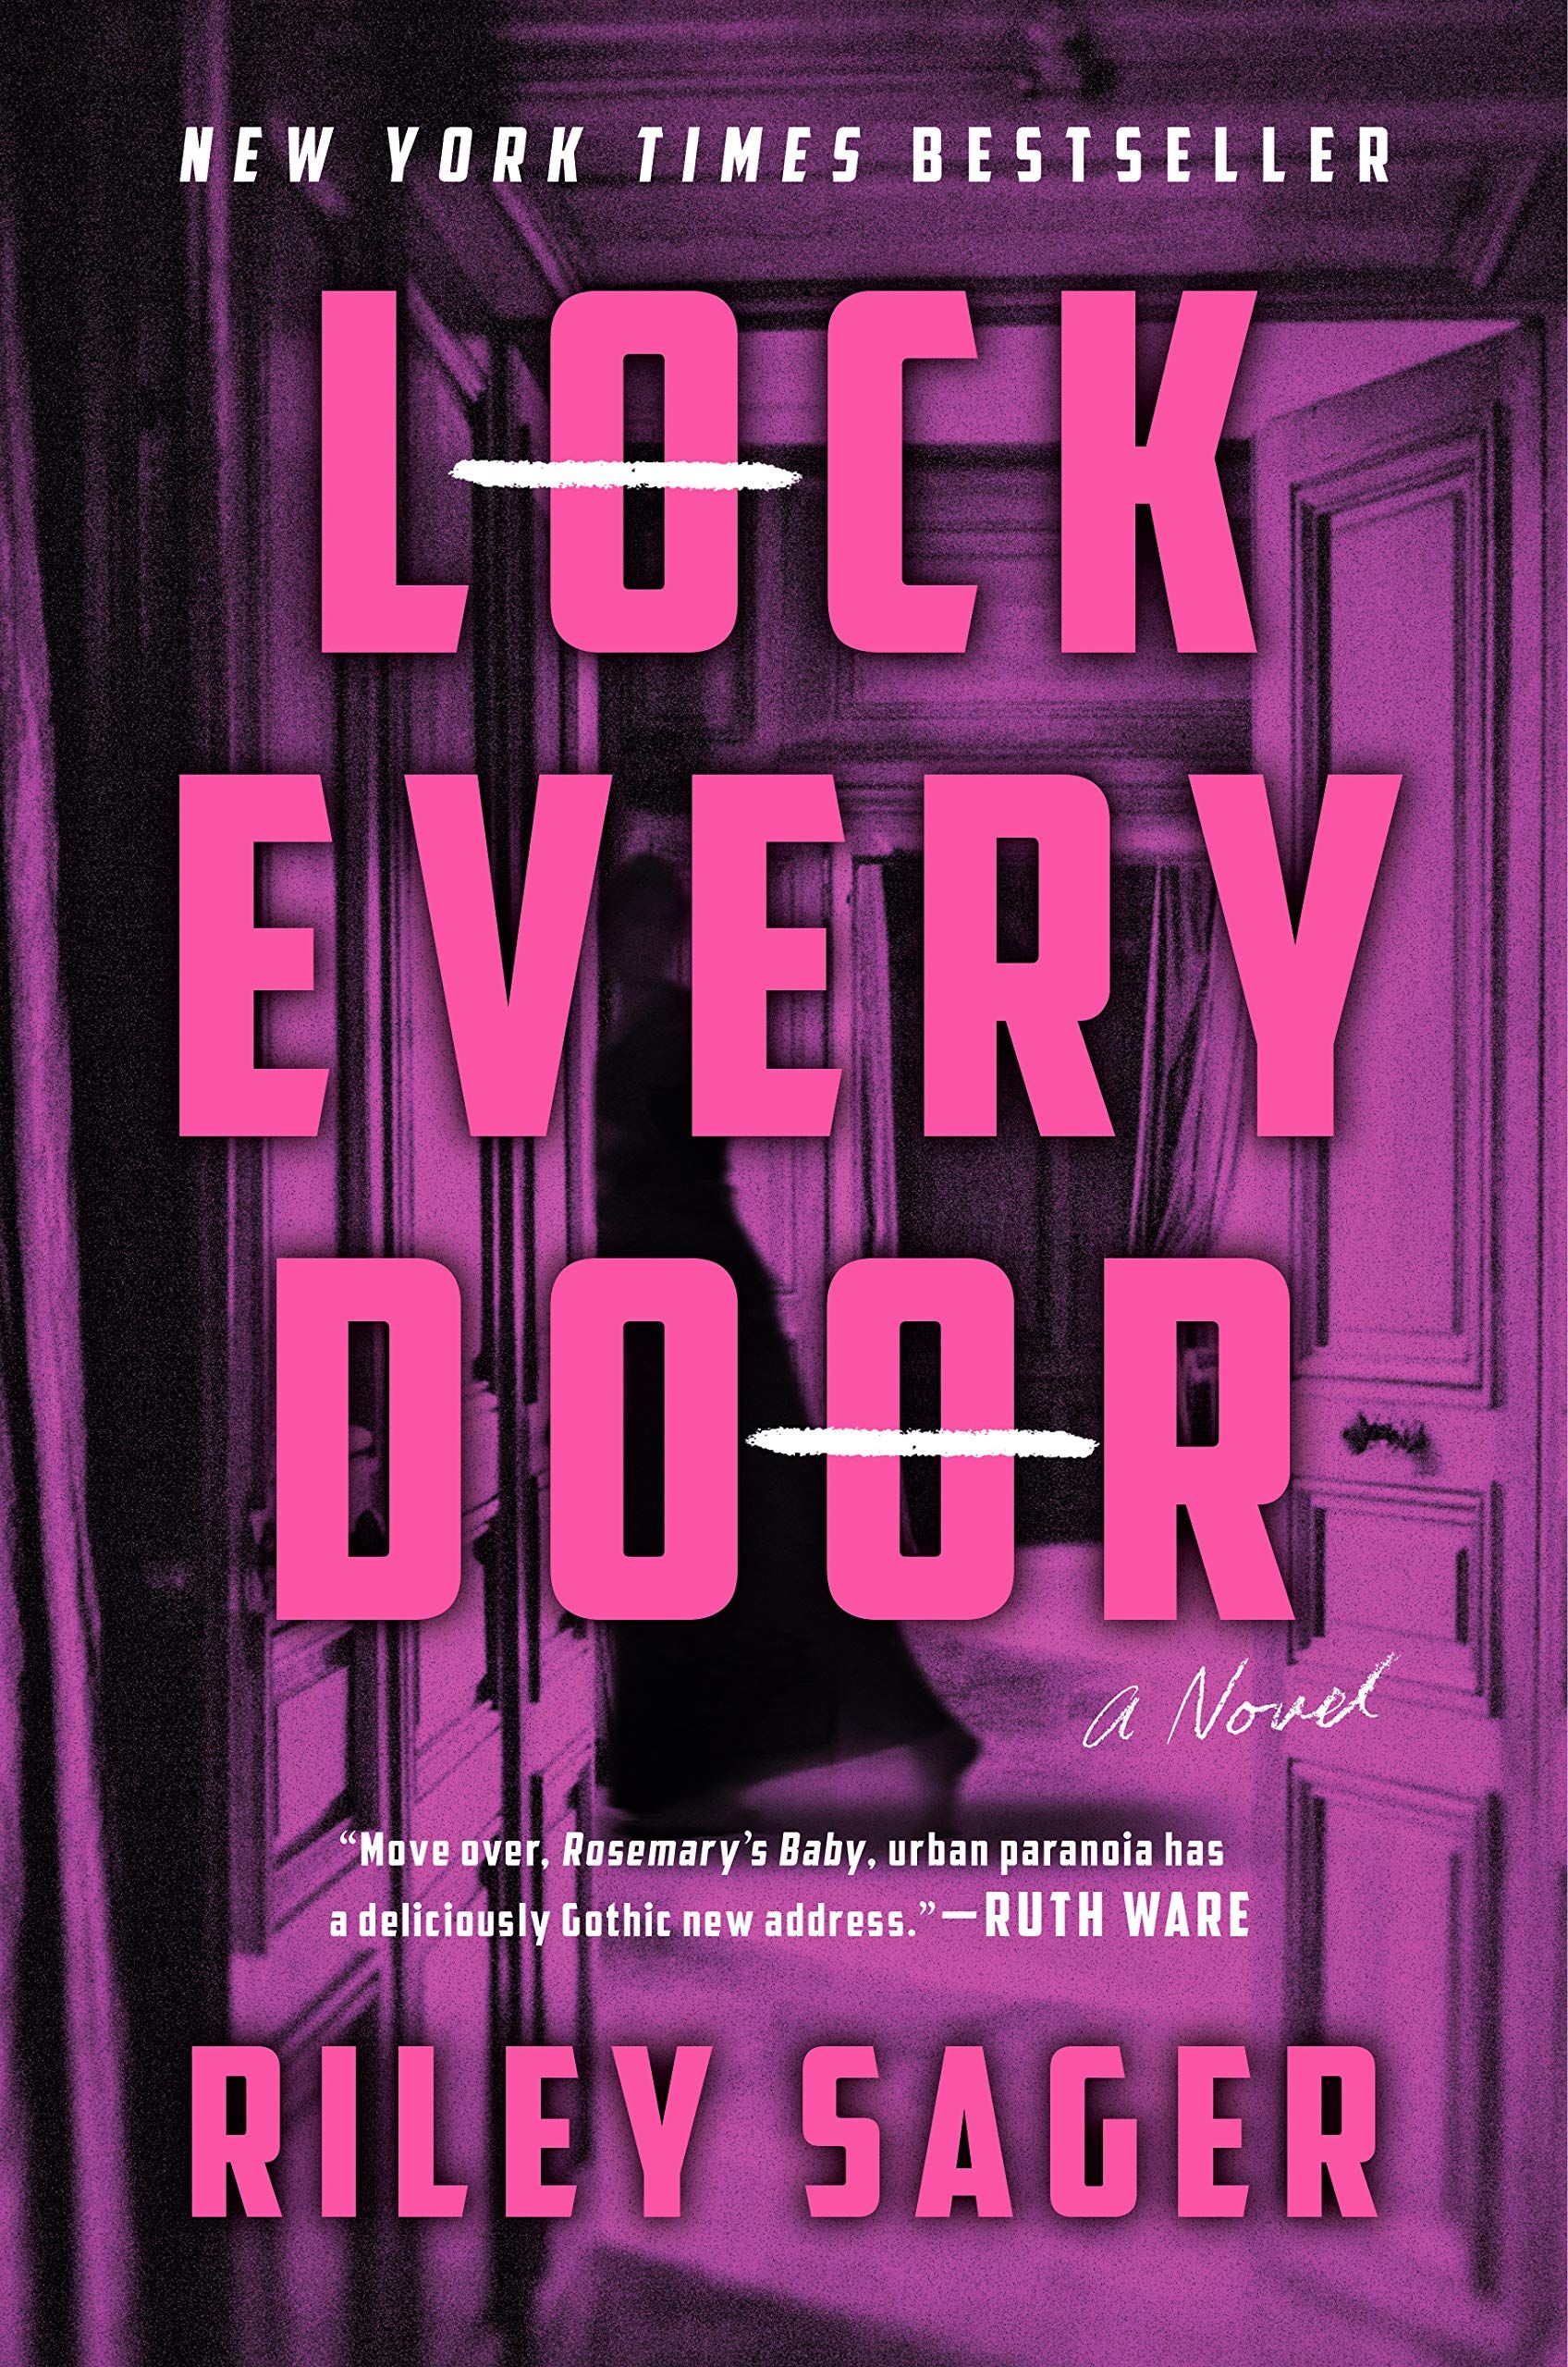 NEW YORK TIMES BESTSELLER
LOCK
EVERY
DOOR
a Novel
“Move over, Rosemary’s Baby, urban paranoia has
a deliciously Gothic new address.”—RUTH WARE
RILEY SAGER